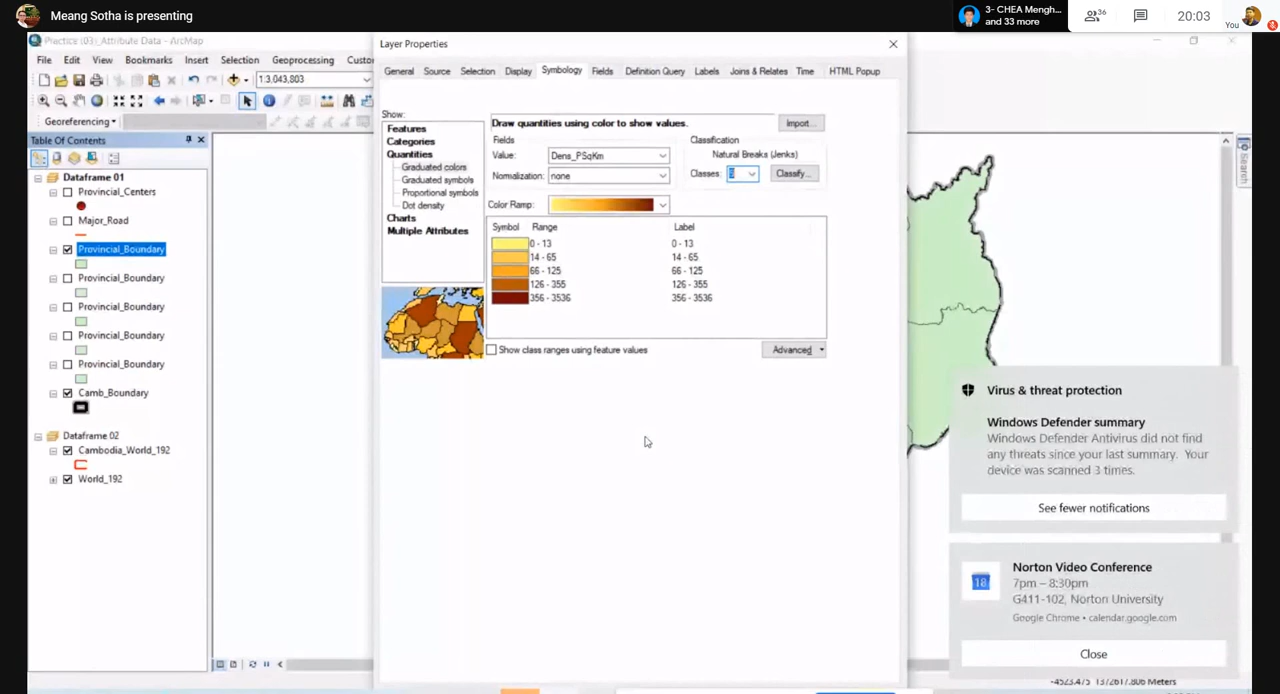 Meang Sotha is presenting
3- CHEA Mengh...
and 33 more
36
20:03
You
Practice (03)_Attribute Data - ArcMap
File Edit View Bookmarks Insert Selection Geoprocessing Custo
1:3,043,803
Georeferencing
Table Of Contents
Dataframe 01
Provincial_Centers
Major_Road
Provincial_Boundary
Provincial_Boundary
Provincial_Boundary
Provincial_Boundary
Provincial_Boundary
Camb_Boundary
Dataframe 02
Cambodia_World_192
World_192
Layer Properties
General Source Selection Display Symbology Fields Definition Query Labels Joins & Relates Time HTML Popup
Show:
Features
Categories
Quantities
Graduated colors
Graduated symbols
Proportional symbols
Dot density
Charts
Multiple Attributes
Draw quantities using color to show values.
Import...
Fields
Value: Dens_PSqKm
Normalization: none
Classification
Natural Breaks (Jenks)
Classes: 5 Classify...
Color Ramp:
Symbol Range Label
0 - 13 0 - 13
14 - 65 14 - 65
66 - 125 66 - 125
126 - 355 126 - 355
356 - 3536 356 - 3536
Show class ranges using feature values
Advanced
Search
Virus & threat protection
Windows Defender summary
Windows Defender Antivirus did not find
any threats since your last summary. Your
device was scanned 3 times.
See fewer notifications
18
Norton Video Conference
7pm – 8:30pm
G411-102, Norton University
Google Chrome • calendar.google.com
Close
-4523.475 1372617.806 Meters